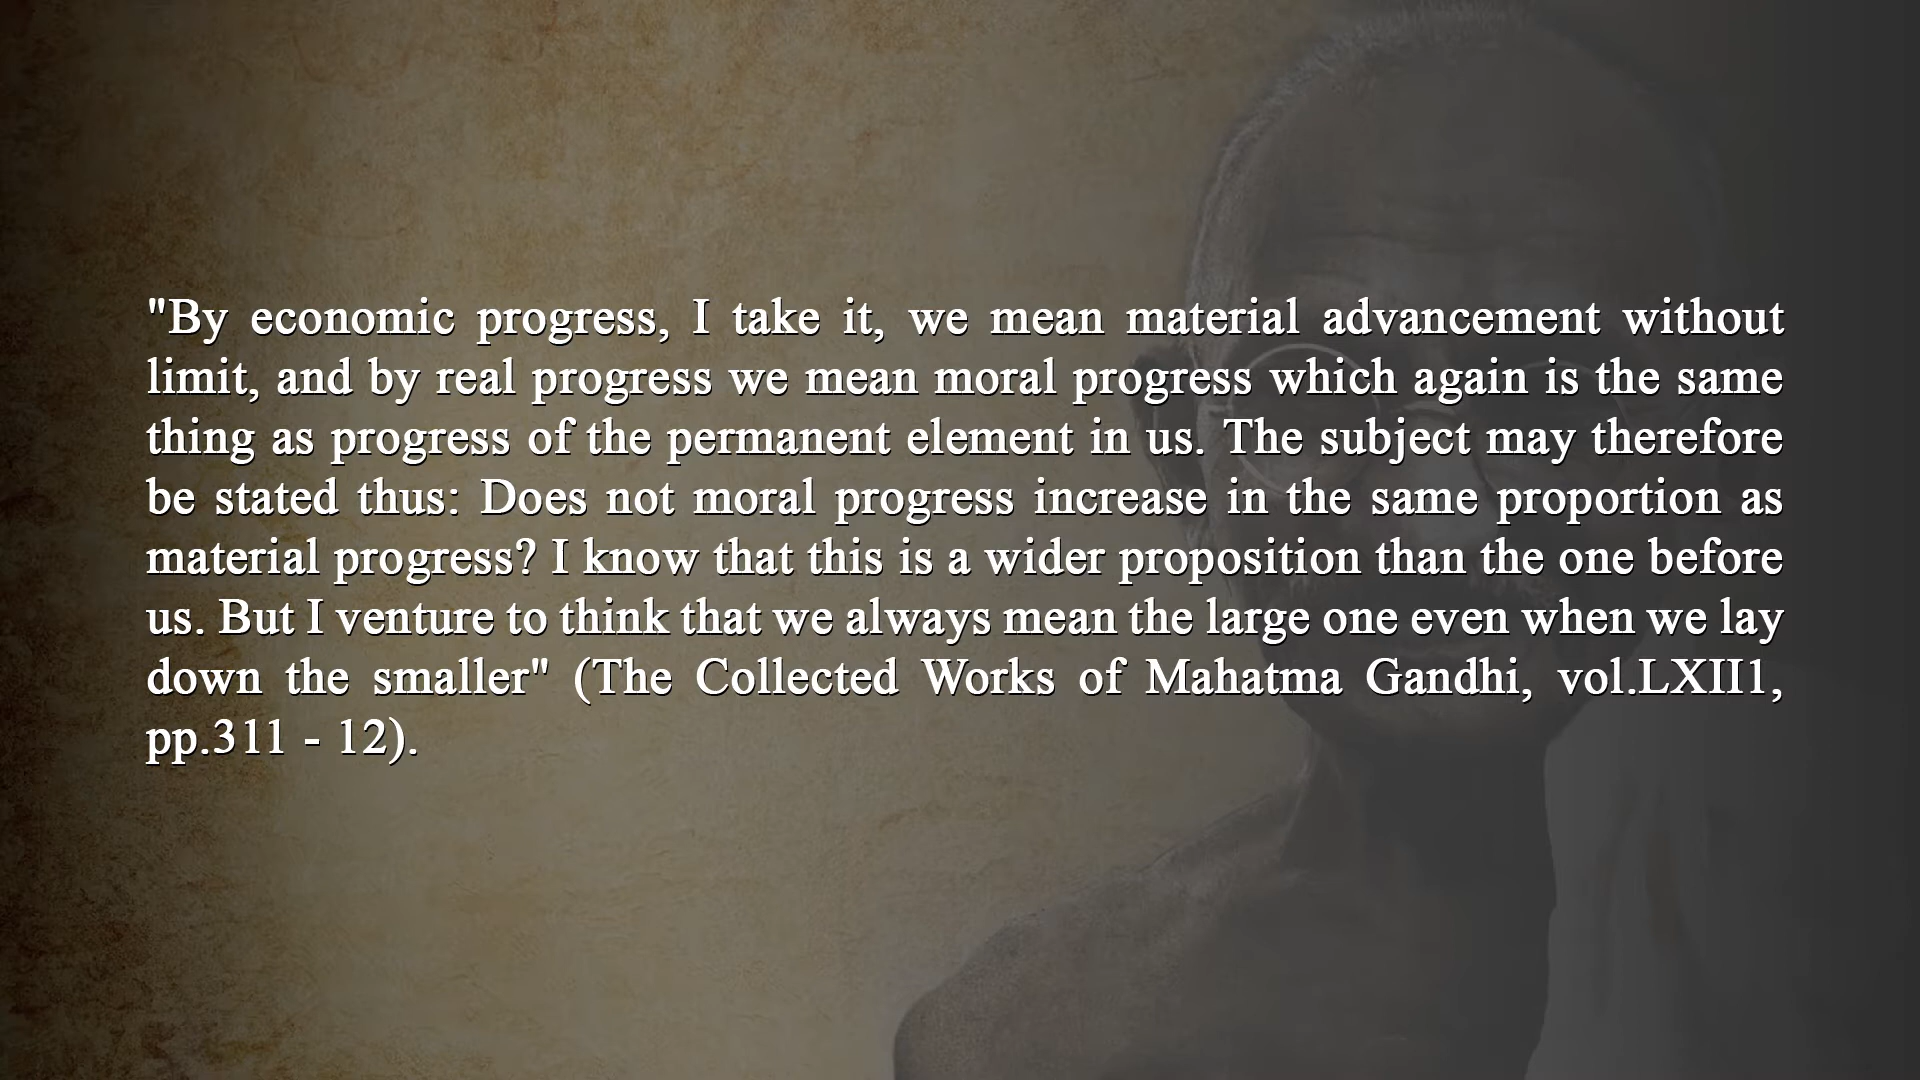 "By economic progress, I take it, we mean material advancement without
limit, and by real progress we mean moral progress which again is the same
thing as progress of the permanent element in us. The subject may therefore
be stated thus: Does not moral progress increase in the same proportion as
material progress? I know that this is a wider proposition than the one before
us. But I venture to think that we always mean the large one even when we lay
down the smaller" (The Collected Works of Mahatma Gandhi, vol.LXII1,
pp.311 - 12).